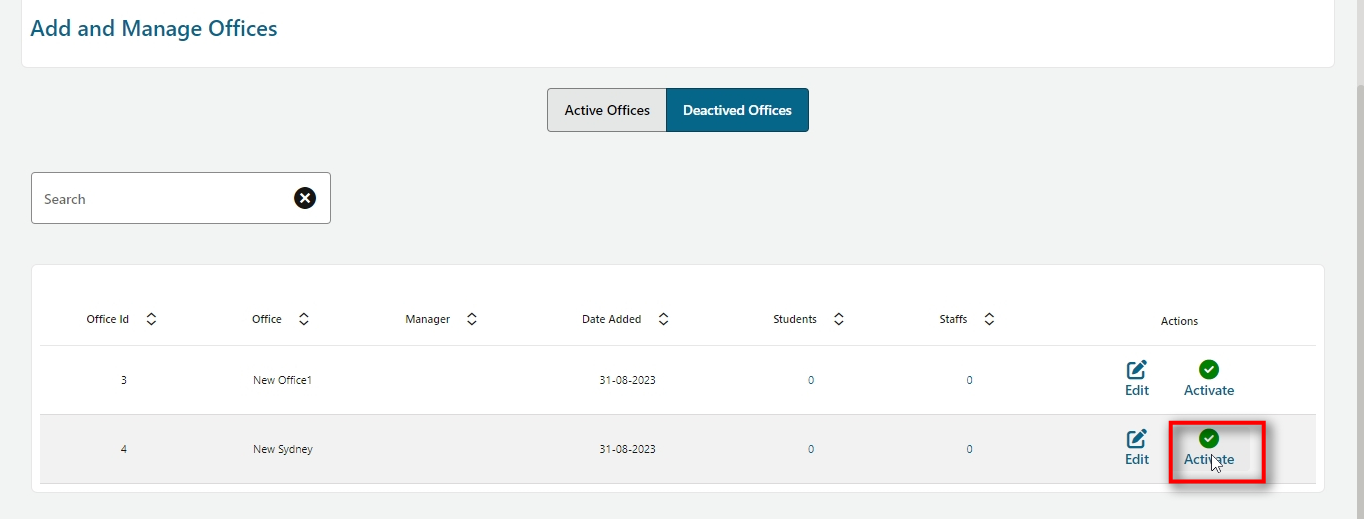 Add and Manage Offices
Active Offices Deactived Offices
Search
Office Id Office Manager Date Added Students Staffs Actions
3 New Office1 31-08-2023 0 0 Edit Activate
4 New Sydney 31-08-2023 0 0 Edit Activate